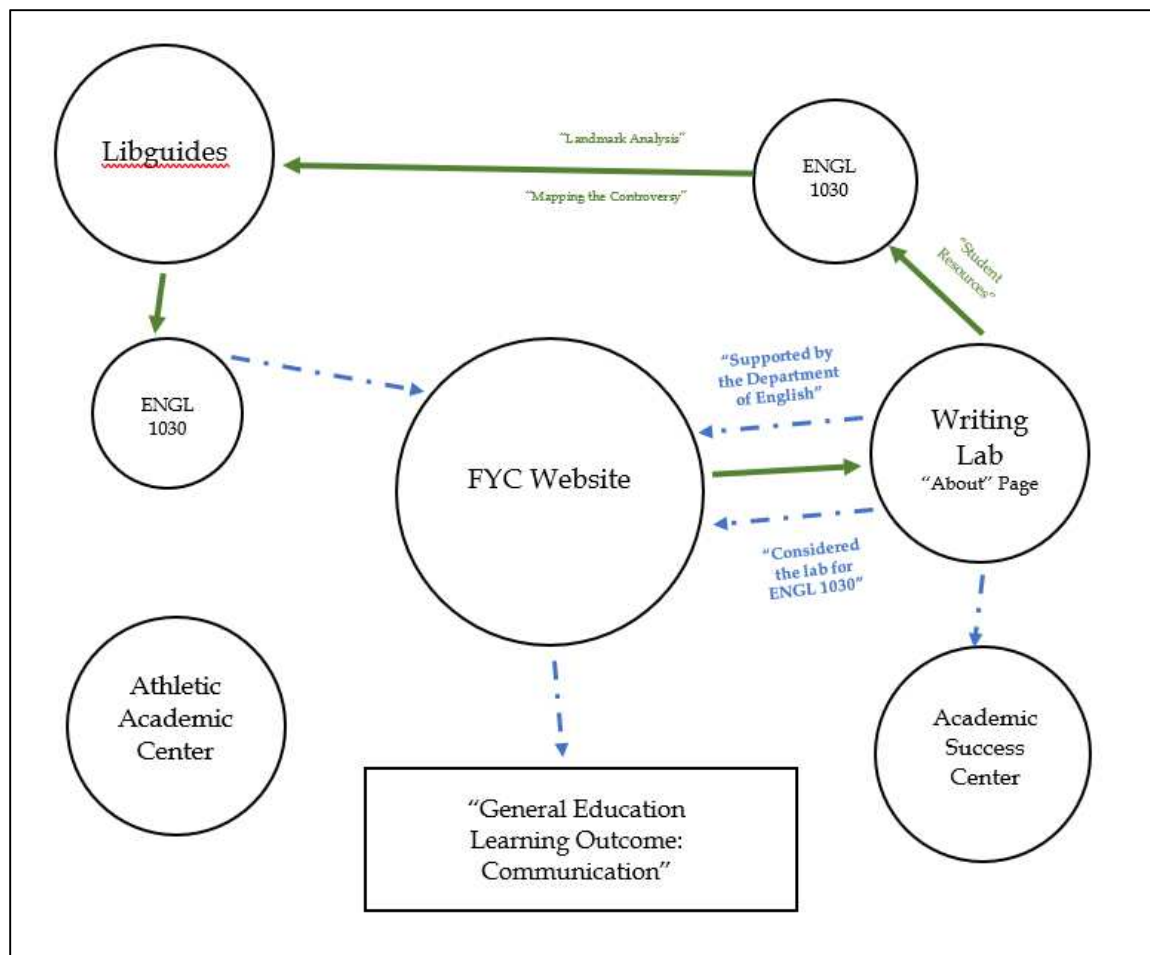 Libguides
“Landmark Analysis”
“Mapping the Controversy”
ENGL
1030
“Student
Resources”
ENGL
1030
FYC Website
“Supported by
the Department
of English”
Writing
Lab
“About” Page
“Considered
the lab for
ENGL 1030”
Athletic
Academic
Center
“General Education
Learning Outcome:
Communication”
Academic
Success
Center